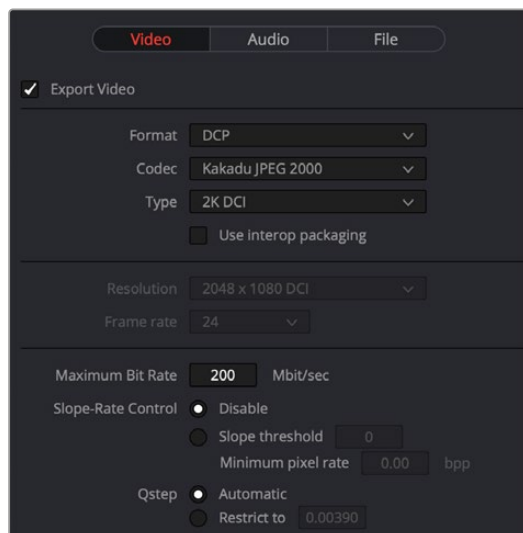 Video Audio File
Export Video
Format DCP
Codec Kakadu JPEG 2000
Type 2K DCI
Use interop packaging
Resolution 2048 x 1080 DCI
Frame rate 24
Maximum Bit Rate 200 Mbit/sec
Slope-Rate Control Disable
Slope threshold 0
Minimum pixel rate 0.00 bpp
Qstep Automatic
Restrict to 0.00390